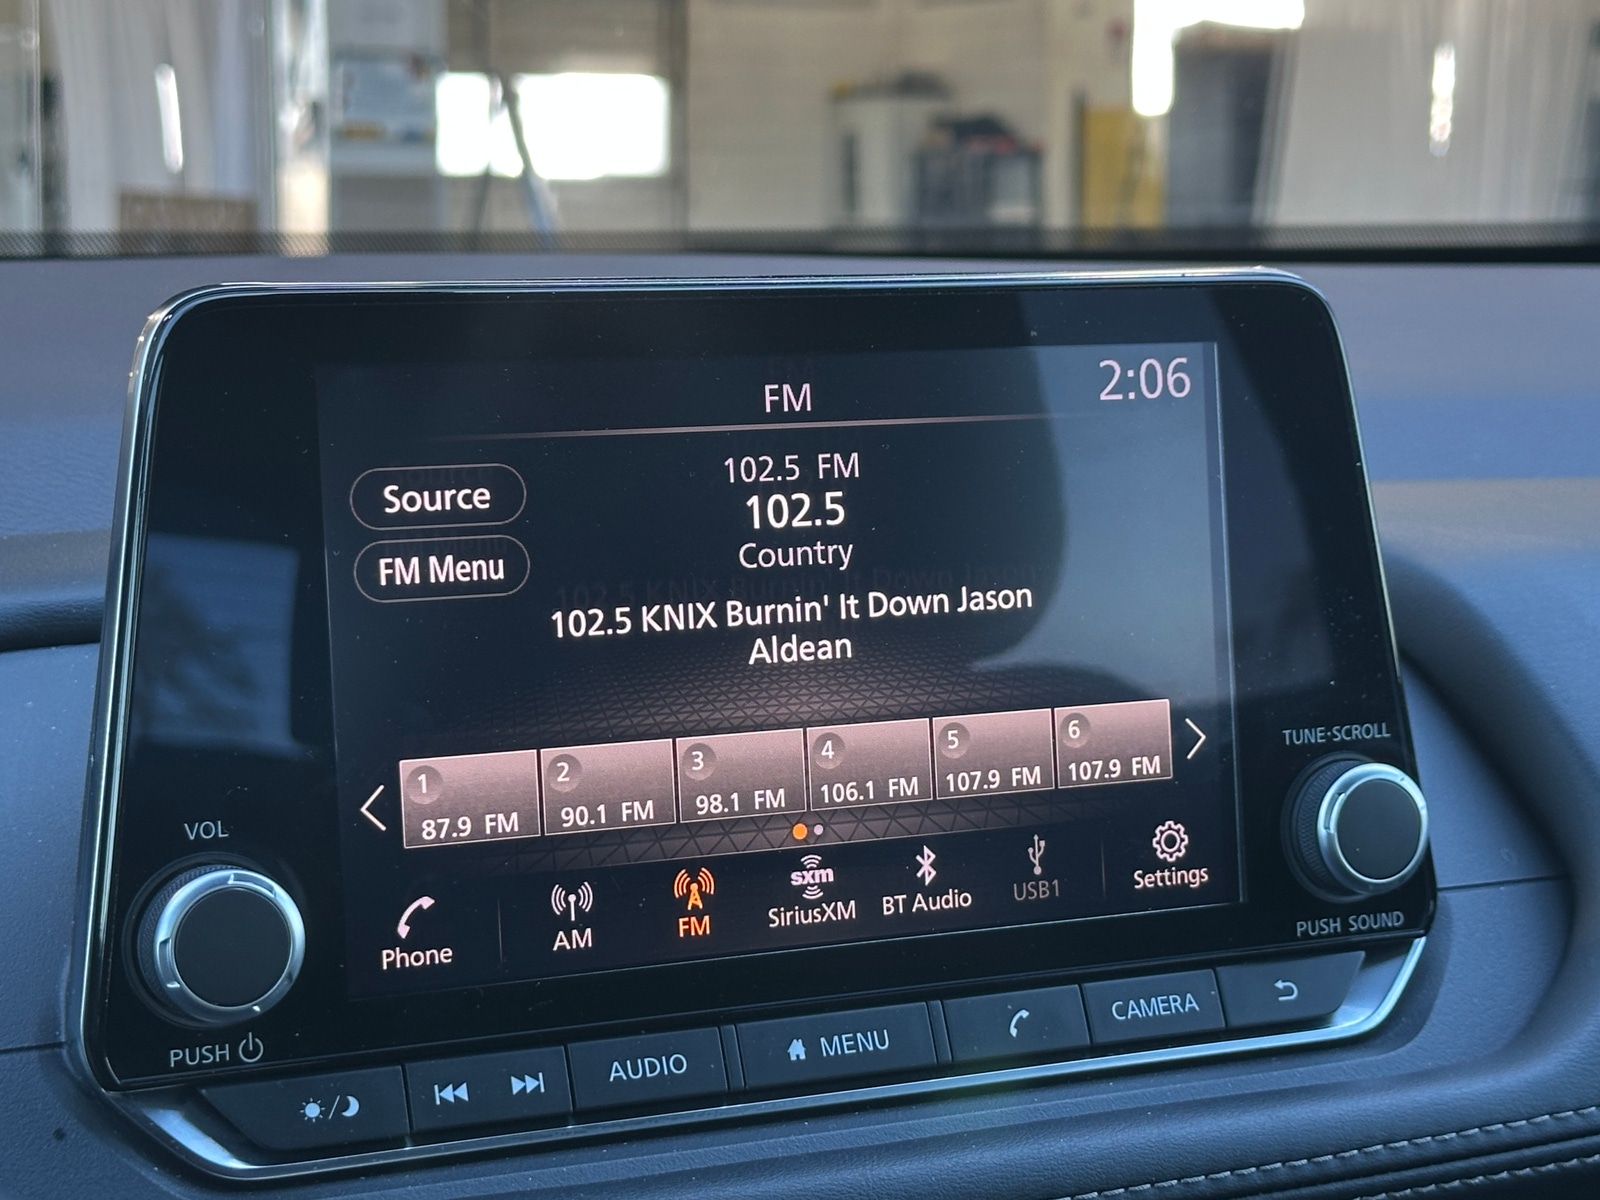 FM
2:06
Source
FM Menu
102.5 FM
102.5
Country
102.5 KNIX Burnin' It Down Jason
Aldean
1
87.9 FM
2
90.1 FM
3
98.1 FM
4
106.1 FM
5
107.9 FM
6
107.9 FM
Phone
AM
FM
sxm
SiriusXM
BT Audio
USB1
Settings
VOL
PUSH
TUNE·SCROLL
PUSH SOUND
AUDIO
MENU
CAMERA